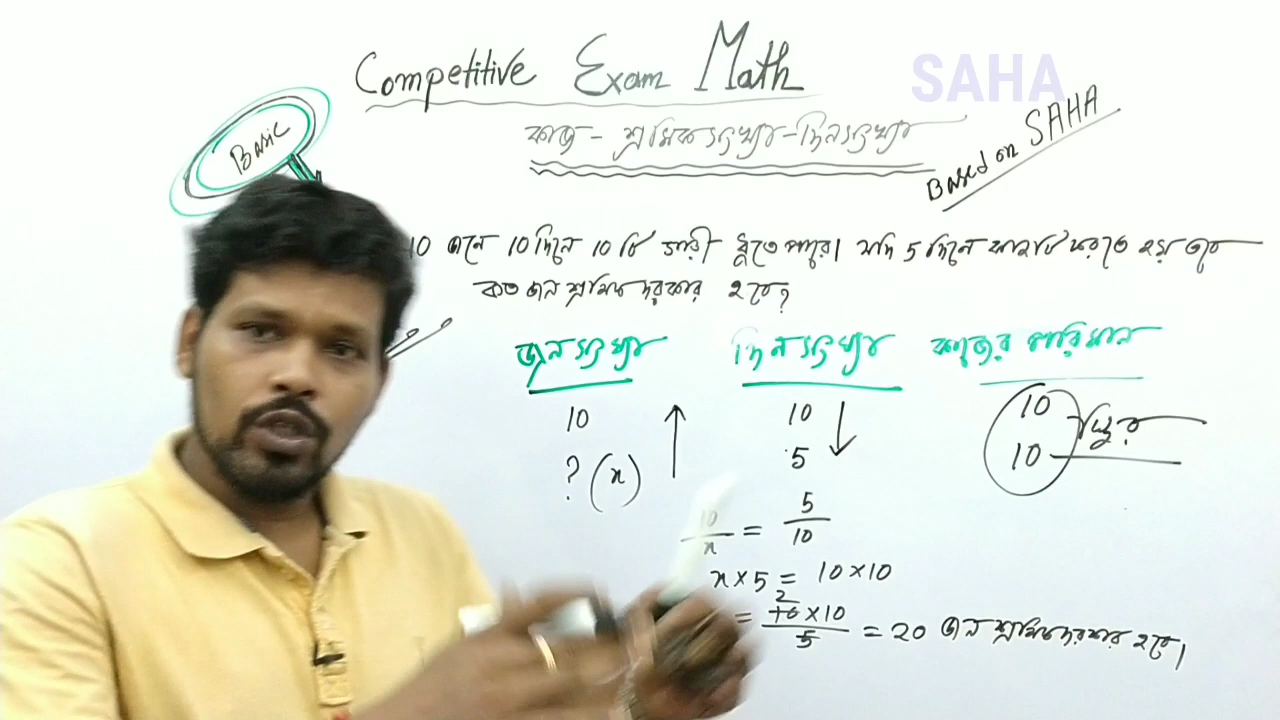 SAHA
Competitive Exam Math
কাজ - শ্রমিকসংখ্যা - দিনসংখ্যা
Basic
Based on SAHA
10 জনে 10 দিনে 10 টি গাড়ী ধুতে পারে। যদি 5 দিনে কাজটি করতে হয় তবে
কত জন শ্রমিক দরকার হবে?
জনসংখ্যা দিনসংখ্যা কাজের পরিমান
10 10 10
? (x) 5 10
স্থির
10/x = 5/10
x × 5 = 10 × 10
= 10 × 10 / 5 = 20 জন শ্রমিক দরকার হবে।
2